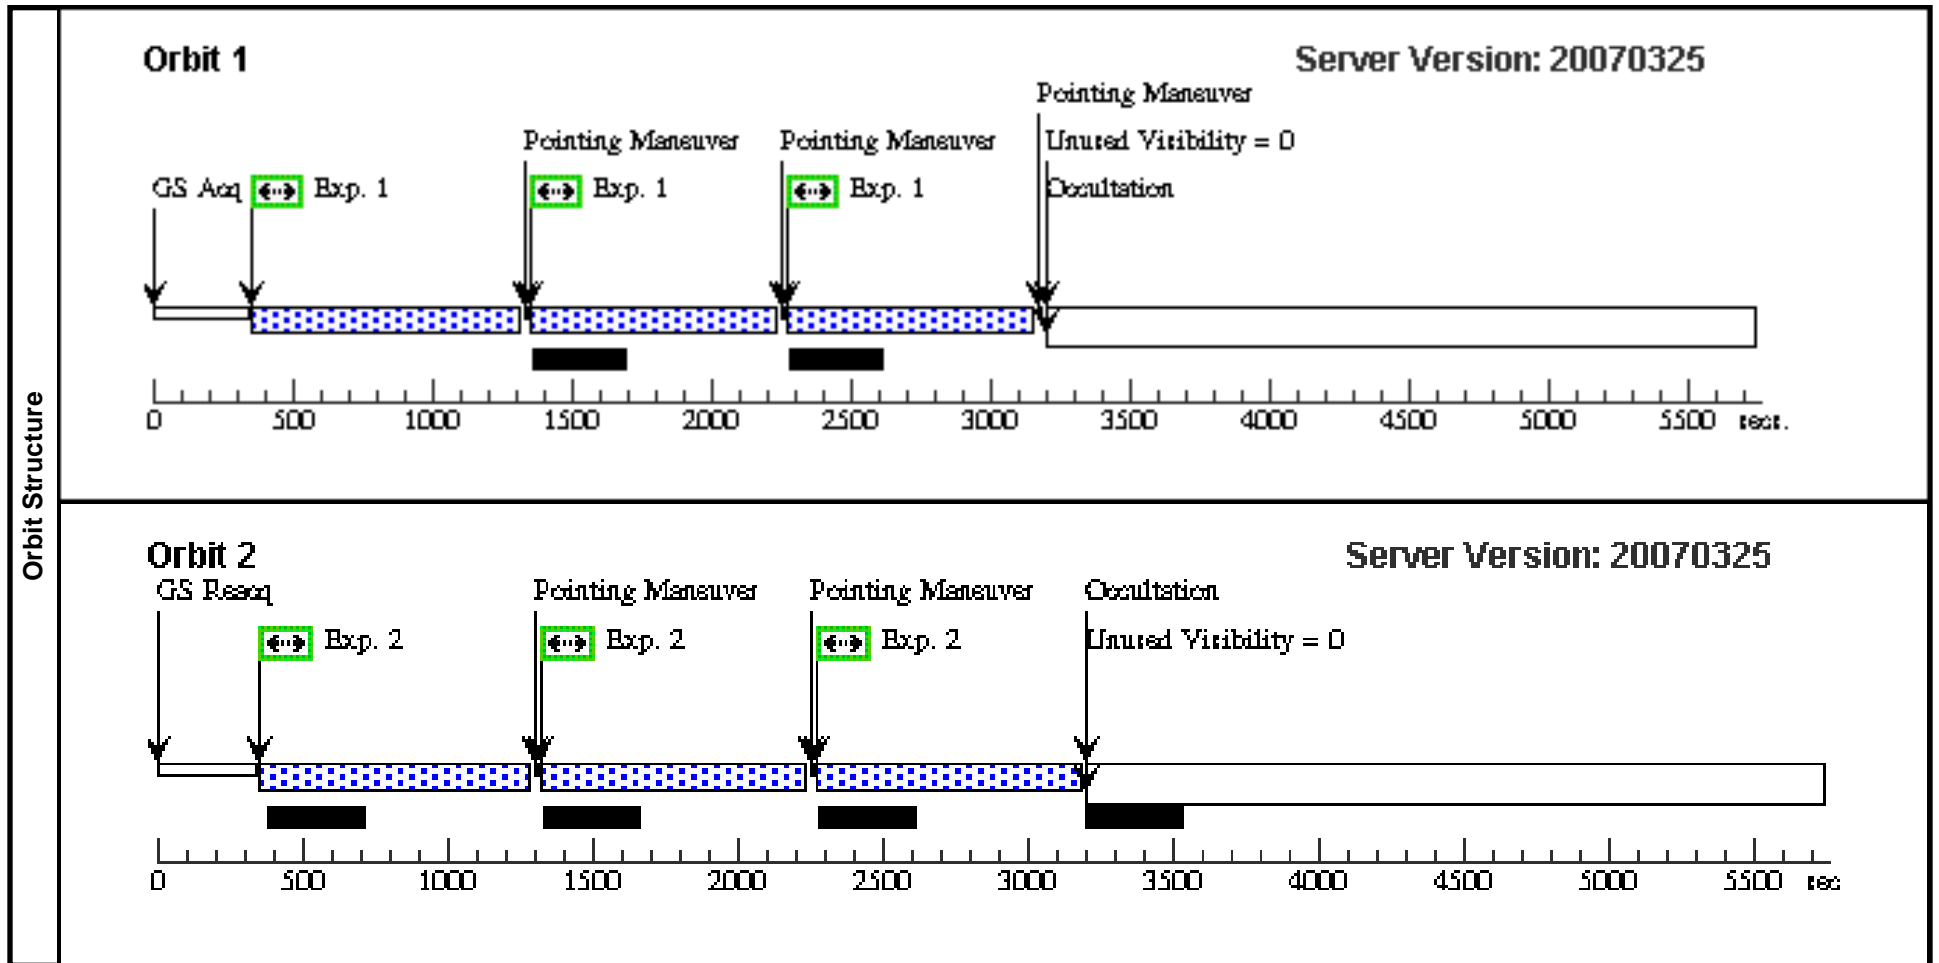 Orbit Structure
Orbit 1
Server Version: 20070325
Pointing Maneuver
Pointing Maneuver
Pointing Maneuver
Unused Visibility = 0
GS Acq
Exp. 1
Exp. 1
Exp. 1
Occultation
0 500 1000 1500 2000 2500 3000 3500 4000 4500 5000 5500 secs.
Orbit 2
Server Version: 20070325
GS Reacq
Pointing Maneuver
Pointing Maneuver
Occultation
Exp. 2
Exp. 2
Exp. 2
Unused Visibility = 0
0 500 1000 1500 2000 2500 3000 3500 4000 4500 5000 5500 sec